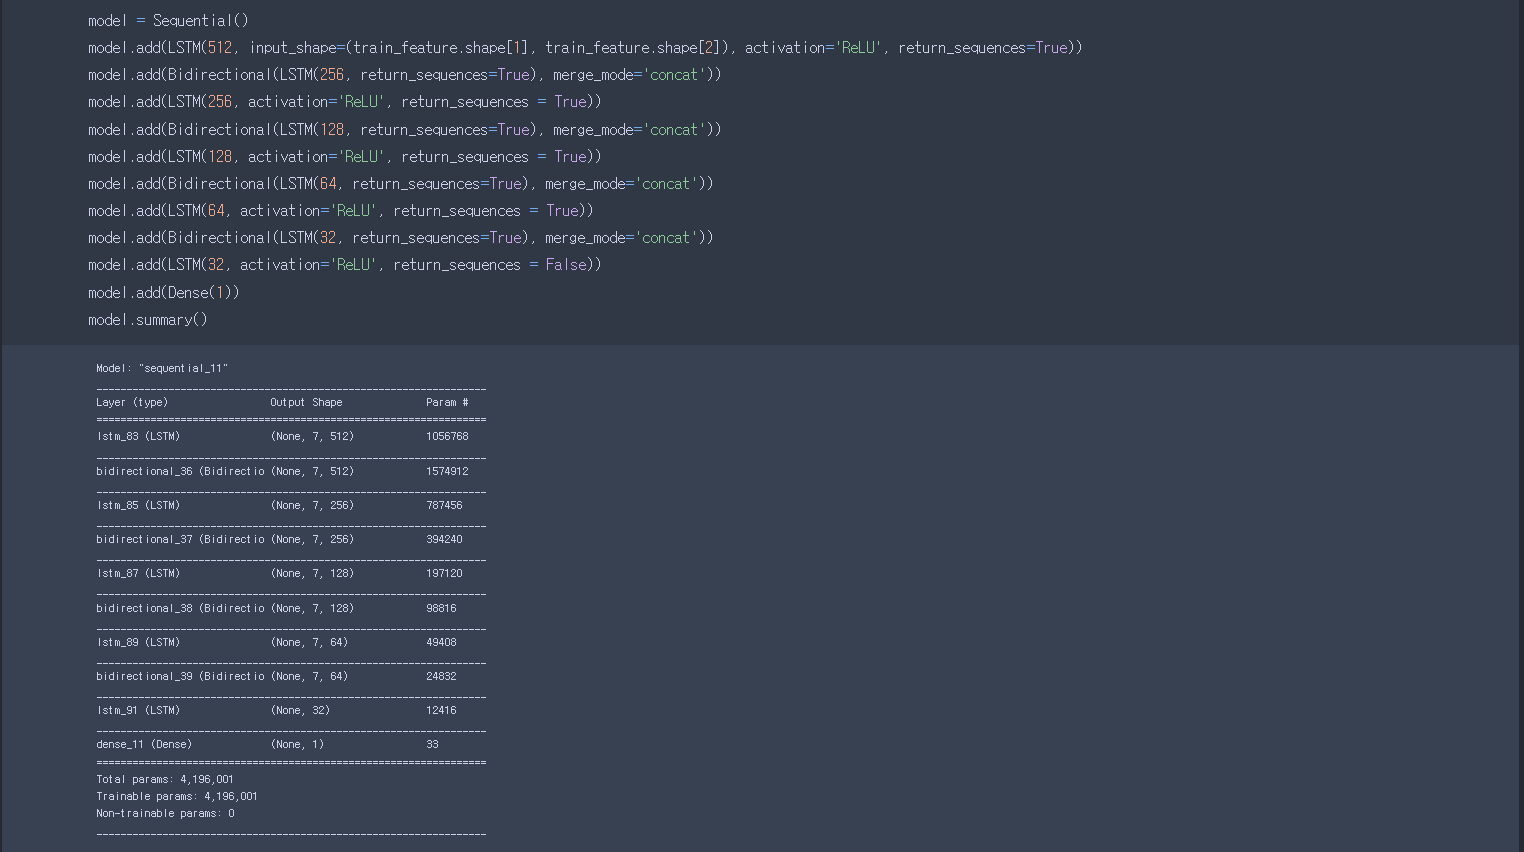 model = Sequential()
model.add(LSTM(512, input_shape=(train_feature.shape[1], train_feature.shape[2]), activation='ReLU', return_sequences=True))
model.add(Bidirectional(LSTM(256, return_sequences=True), merge_mode='concat'))
model.add(LSTM(256, activation='ReLU', return_sequences = True))
model.add(Bidirectional(LSTM(128, return_sequences=True), merge_mode='concat'))
model.add(LSTM(128, activation='ReLU', return_sequences = True))
model.add(Bidirectional(LSTM(64, return_sequences=True), merge_mode='concat'))
model.add(LSTM(64, activation='ReLU', return_sequences = True))
model.add(Bidirectional(LSTM(32, return_sequences=True), merge_mode='concat'))
model.add(LSTM(32, activation='ReLU', return_sequences = False))
model.add(Dense(1))
model.summary()
Model: "sequential_11"
_________________________________________________________________
Layer (type)                 Output Shape              Param #
=================================================================
lstm_83 (LSTM)               (None, 7, 512)            1056768
_________________________________________________________________
bidirectional_36 (Bidirectio (None, 7, 512)            1574912
_________________________________________________________________
lstm_85 (LSTM)               (None, 7, 256)            787456
_________________________________________________________________
bidirectional_37 (Bidirectio (None, 7, 256)            394240
_________________________________________________________________
lstm_87 (LSTM)               (None, 7, 128)            197120
_________________________________________________________________
bidirectional_38 (Bidirectio (None, 7, 128)            98816
_________________________________________________________________
lstm_89 (LSTM)               (None, 7, 64)             49408
_________________________________________________________________
bidirectional_39 (Bidirectio (None, 7, 64)             24832
_________________________________________________________________
lstm_91 (LSTM)               (None, 32)                12416
_________________________________________________________________
dense_11 (Dense)             (None, 1)                 33
=================================================================
Total params: 4,196,001
Trainable params: 4,196,001
Non-trainable params: 0
_________________________________________________________________